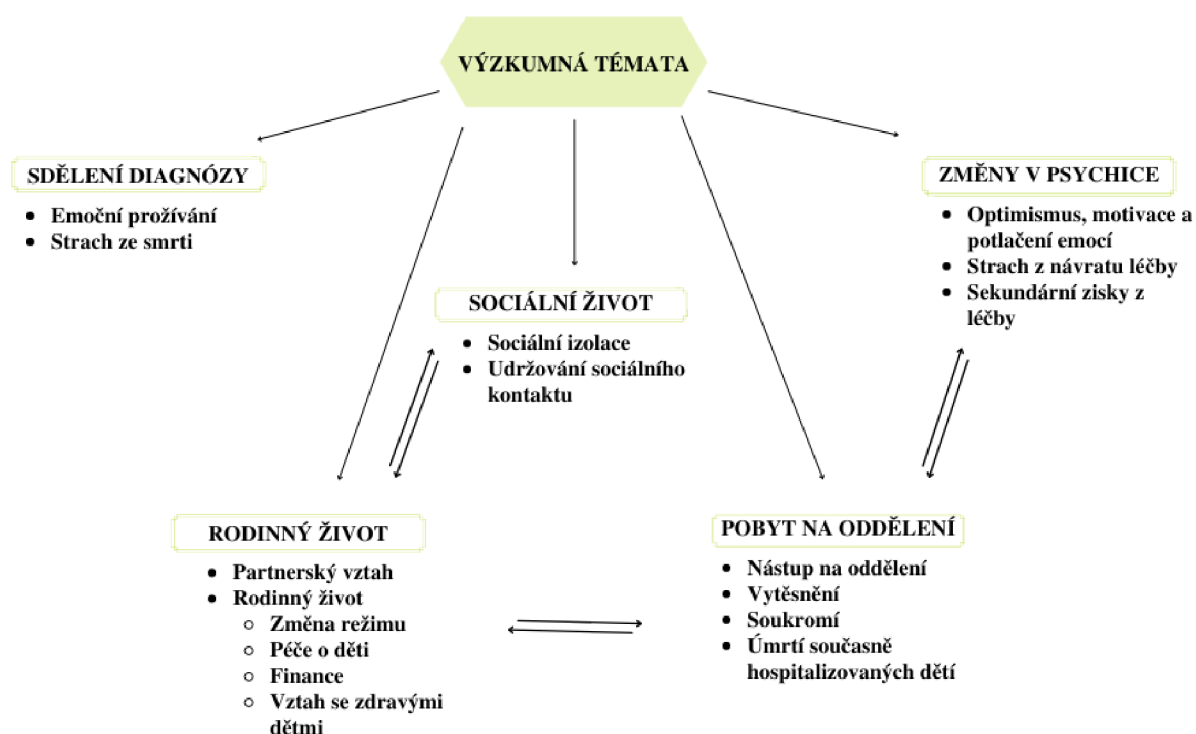 VÝZKUMNÁ TÉMATA
SDĚLENÍ DIAGNÓZY
• Emoční prožívání
• Strach ze smrti
ZMĚNY V PSYCHICE
• Optimismus, motivace a
potlačení emocí
• Strach z návratu léčby
• Sekundární zisky z
léčby
SOCIÁLNÍ ŽIVOT
• Sociální izolace
• Udržování sociálního
kontaktu
RODINNÝ ŽIVOT
• Partnerský vztah
• Rodinný život
○ Změna režimu
○ Péče o děti
○ Finance
○ Vztah se zdravými
dětmi
POBYT NA ODDĚLENÍ
• Nástup na oddělení
• Vytěsnění
• Soukromí
• Úmrtí současně
hospitalizovaných dětí